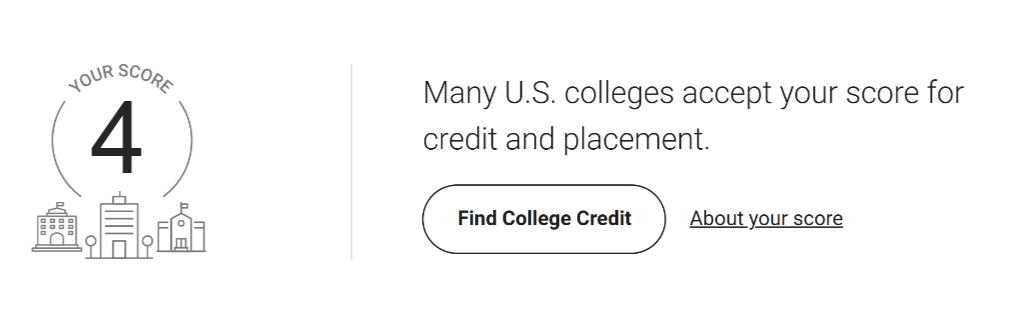 YOUR SCORE
4
Many U.S. colleges accept your score for
credit and placement.
Find College Credit
About your score